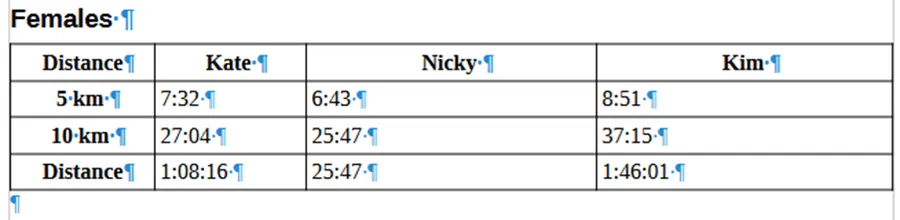 Females·¶
Distance¶ Kate·¶ Nicky·¶ Kim·¶
5·km·¶ 7:32·¶ 6:43·¶ 8:51·¶
10·km·¶ 27:04·¶ 25:47·¶ 37:15·¶
Distance¶ 1:08:16·¶ 25:47·¶ 1:46:01·¶
¶